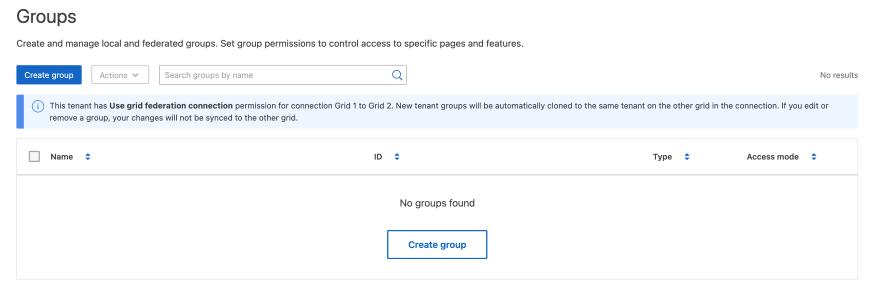 Groups
Create and manage local and federated groups. Set group permissions to control access to specific pages and features.
Create group
Actions
Search groups by name
No results
This tenant has Use grid federation connection permission for connection Grid 1 to Grid 2. New tenant groups will be automatically cloned to the same tenant on the other grid in the connection. If you edit or
remove a group, your changes will not be synced to the other grid.
Name
ID
Type
Access mode
No groups found
Create group